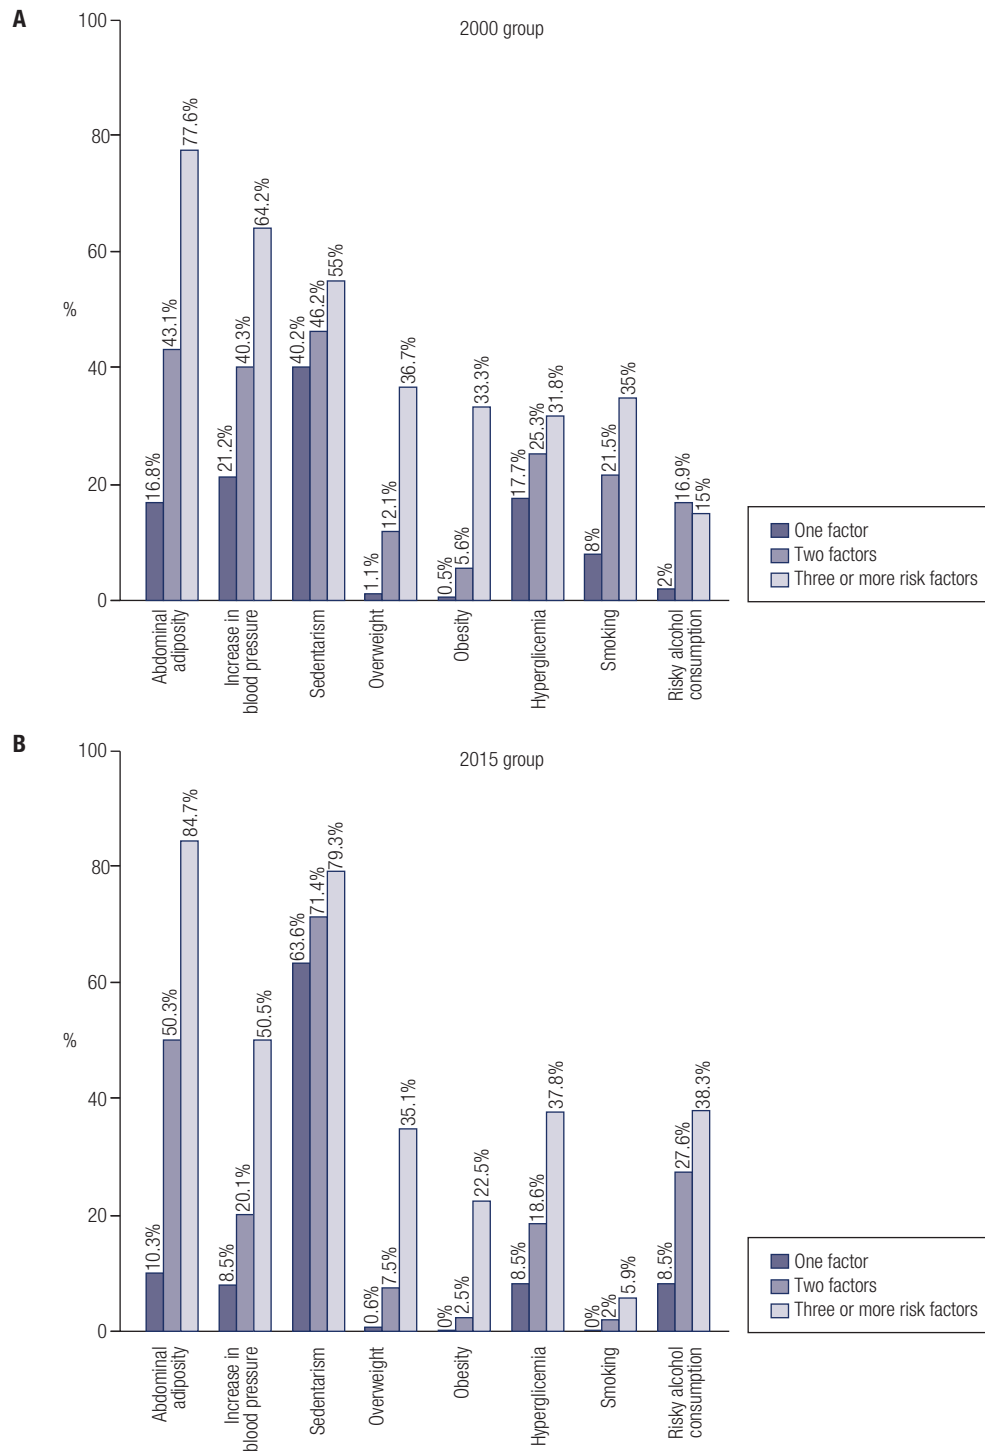 A
2000 group
100
80
60
%
40
20
0
16.8%
43.1%
77.6%
21.2%
40.3%
64.2%
40.2%
46.2%
55%
1.1%
12.1%
36.7%
0.5%
5.6%
33.3%
17.7%
25.3%
31.8%
8%
21.5%
35%
2%
16.9%
15%
Abdominal
adiposity
Increase in
blood pressure
Sedentarism
Overweight
Obesity
Hyperglicemia
Smoking
Risky alcohol
consumption
One factor
Two factors
Three or more risk factors
B
2015 group
100
80
60
%
40
20
0
10.3%
50.3%
84.7%
8.5%
20.1%
50.5%
63.6%
71.4%
79.3%
0.6%
7.5%
35.1%
0%
2.5%
22.5%
8.5%
18.6%
37.8%
0%
2%
5.9%
8.5%
27.6%
38.3%
Abdominal
adiposity
Increase in
blood pressure
Sedentarism
Overweight
Obesity
Hyperglicemia
Smoking
Risky alcohol
consumption
One factor
Two factors
Three or more risk factors